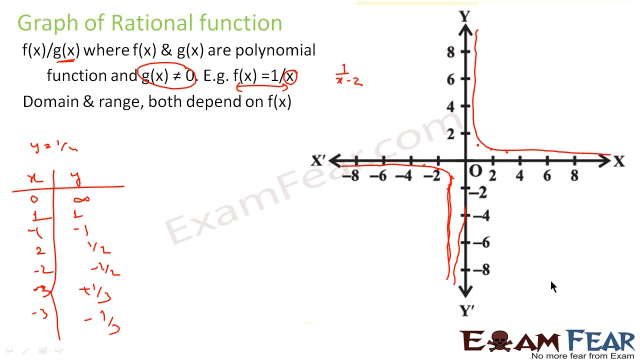 Graph of Rational function
f(x)/g(x) where f(x) & g(x) are polynomial
function and g(x) ≠ 0. E.g. f(x) =1/x
1/x-2
Domain & range, both depend on f(x)
y = 1/x
x y
0 ∞
1 1
-1 -1
2 1/2
-2 -1/2
3 +1/3
-3 -1/3
Y
8
6
4
2
X′ -8 -6 -4 -2 O 2 4 6 8 X
-2
-4
-6
-8
Y′
ExamFear.com
EXAM FEAR
No more fear from Exam